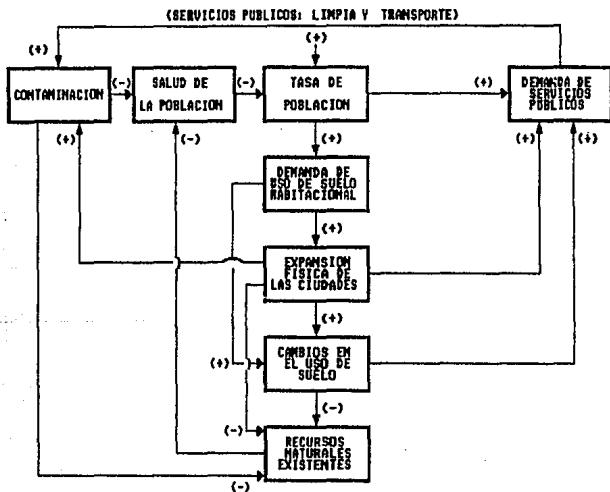 (SERVICIOS PUBLICOS: LIMPIA Y TRANSPORTE)
(+)
(+)
CONTAMINACION
(-)
SALUD DE
LA POBLACION
(-)
TASA DE
POBLACION
(+)
DEMANDA DE
SERVICIOS
PÚBLICOS
(+)
(-)
(+)
(+)
(+)
DEMANDA DE
USO DE SUELO
HABITACIONAL
(+)
EXPANSION
FISICA DE
LAS CIUDADES
(+)
(+)
CAMBIOS EN
EL USO DE
SUELO
(-)
(-)
RECURSOS
NATURALES
EXISTENTES
(-)